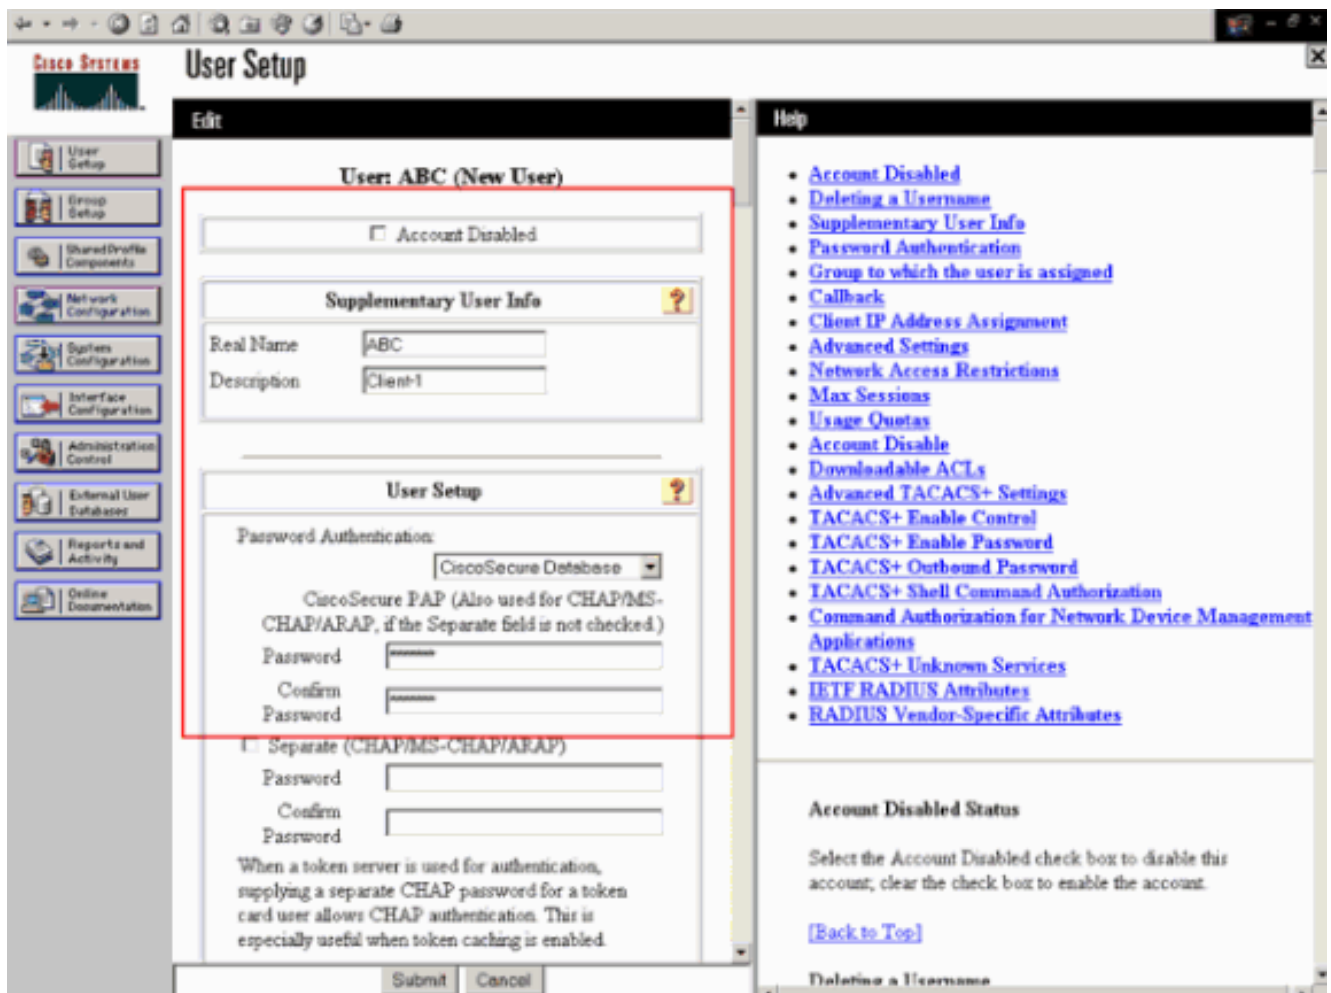 CISCO SYSTEMS
User Setup
User
Setup
Group
Setup
Shared Profile
Components
Network
Configuration
System
Configuration
Interface
Configuration
Administration
Control
External User
Databases
Reports and
Activity
Online
Documentation
Edit
User: ABC (New User)
Account Disabled
Supplementary User Info
?
Real Name
ABC
Description
Client-1
User Setup
?
Password Authentication:
CiscoSecure Database
CiscoSecure PAP (Also used for CHAP/MS-
CHAP/ARAP, if the Separate field is not checked.)
Password
Confirm
Password
Separate (CHAP/MS-CHAP/ARAP)
Password
Confirm
Password
When a token server is used for authentication,
supplying a separate CHAP password for a token
card user allows CHAP authentication. This is
especially useful when token caching is enabled.
Submit
Cancel
Help
Account Disabled
Deleting a Username
Supplementary User Info
Password Authentication
Group to which the user is assigned
Callback
Client IP Address Assignment
Advanced Settings
Network Access Restrictions
Max Sessions
Usage Quotas
Account Disable
Downloadable ACLs
Advanced TACACS+ Settings
TACACS+ Enable Control
TACACS+ Enable Password
TACACS+ Outbound Password
TACACS+ Shell Command Authorization
Command Authorization for Network Device Management
Applications
TACACS+ Unknown Services
IETF RADIUS Attributes
RADIUS Vendor-Specific Attributes
Account Disabled Status
Select the Account Disabled check box to disable this
account; clear the check box to enable the account.
[Back to Top]
Deleting a Username